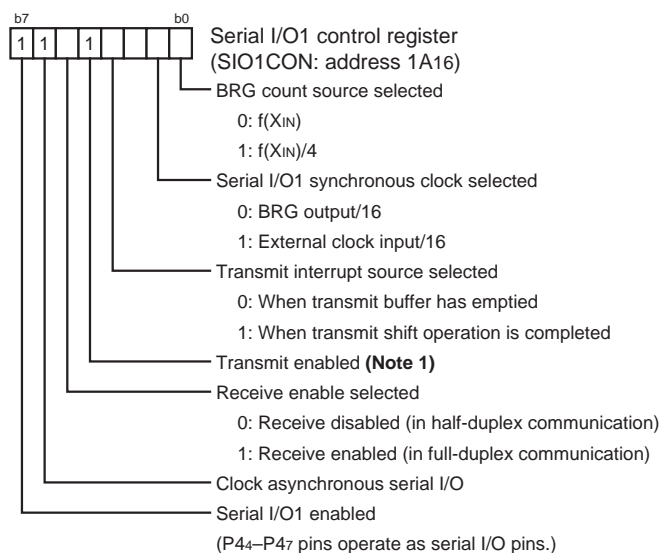 b7 b0
1 1 1
Serial I/O1 control register
(SIO1CON: address 1A16)
BRG count source selected
0: f(XIN)
1: f(XIN)/4
Serial I/O1 synchronous clock selected
0: BRG output/16
1: External clock input/16
Transmit interrupt source selected
0: When transmit buffer has emptied
1: When transmit shift operation is completed
Transmit enabled (Note 1)
Receive enable selected
0: Receive disabled (in half-duplex communication)
1: Receive enabled (in full-duplex communication)
Clock asynchronous serial I/O
Serial I/O1 enabled
(P44–P47 pins operate as serial I/O pins.)